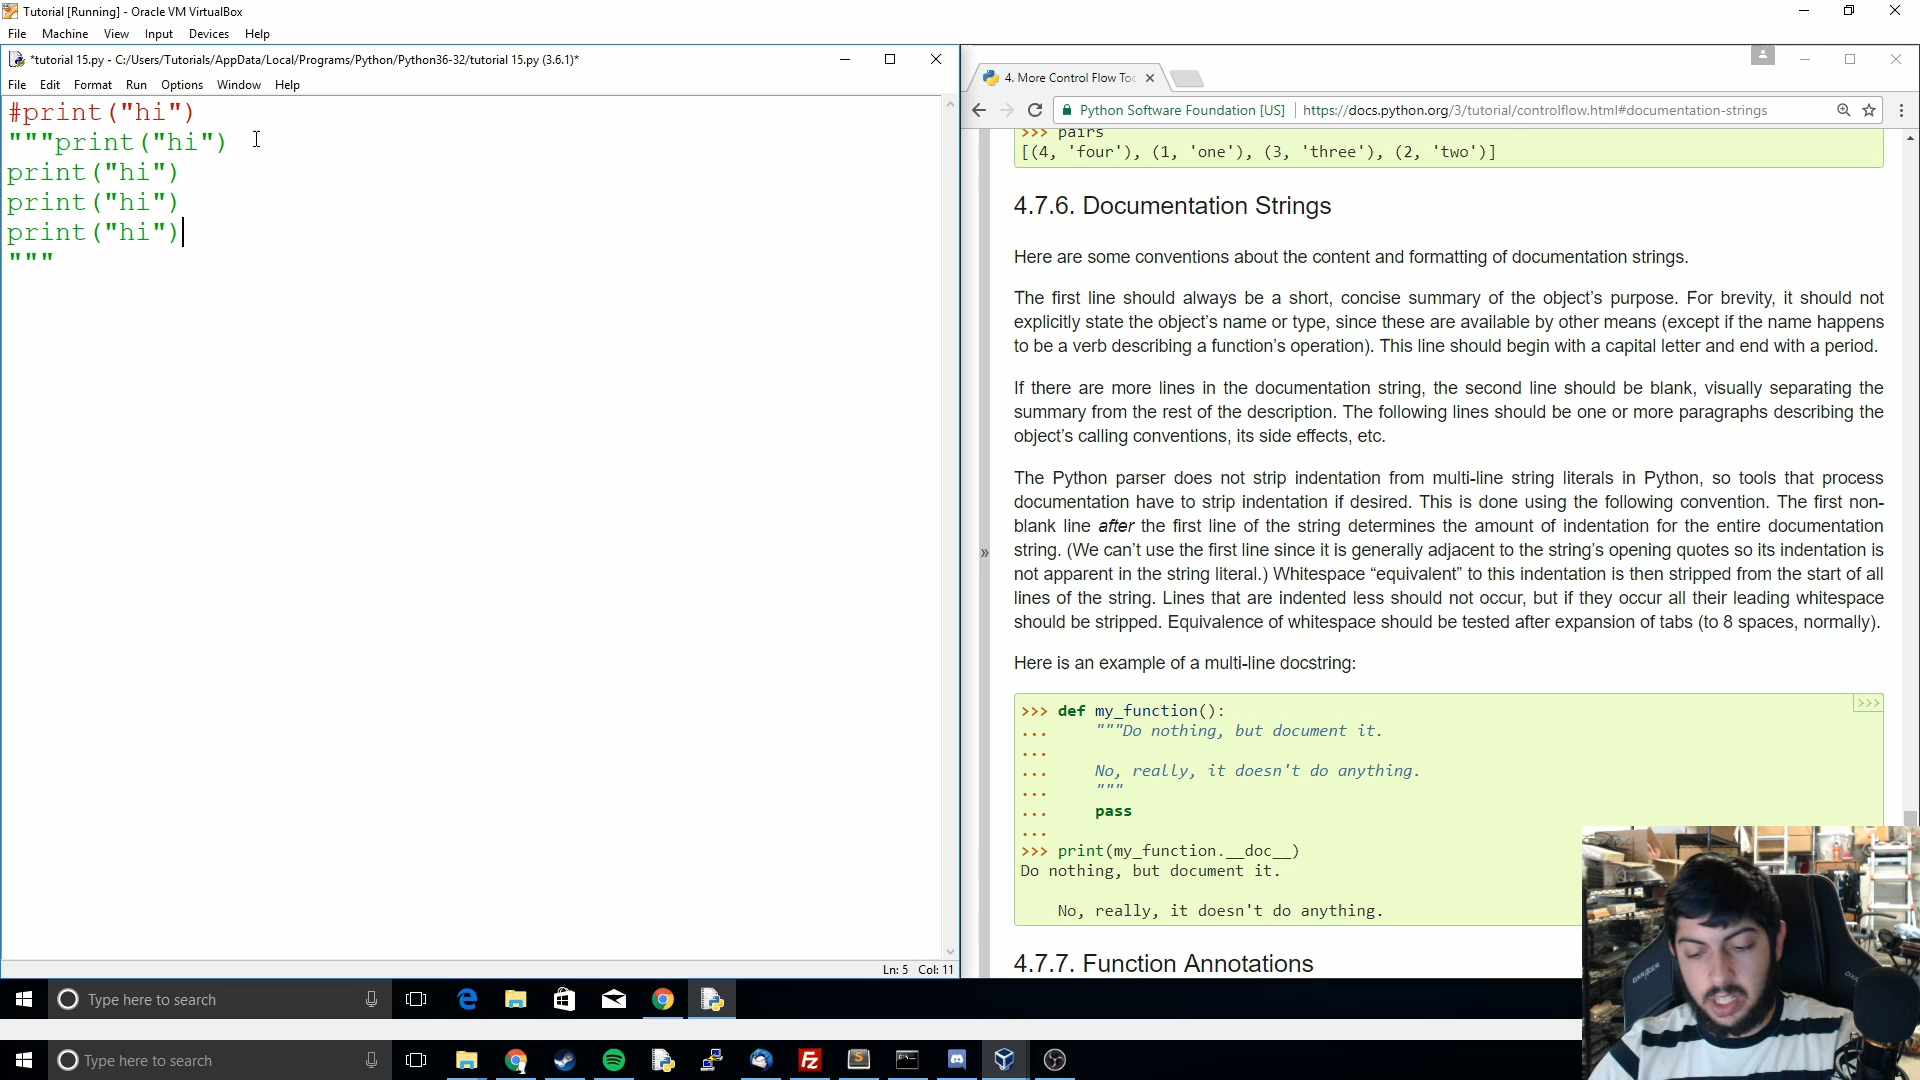 Tutorial [Running] - Oracle VM VirtualBox
File Machine View Input Devices Help
*tutorial 15.py - C:/Users/Tutorials/AppData/Local/Programs/Python/Python36-32/tutorial 15.py (3.6.1)*
File Edit Format Run Options Window Help
#print("hi")
"""print("hi")
print("hi")
print("hi")
print("hi")
"""
Ln: 5 Col: 11
4. More Control Flow Too
Python Software Foundation [US] https://docs.python.org/3/tutorial/controlflow.html#documentation-strings
>>> pairs
[(4, 'four'), (1, 'one'), (3, 'three'), (2, 'two')]
4.7.6. Documentation Strings
Here are some conventions about the content and formatting of documentation strings.
The first line should always be a short, concise summary of the object’s purpose. For brevity, it should not
explicitly state the object’s name or type, since these are available by other means (except if the name happens
to be a verb describing a function’s operation). This line should begin with a capital letter and end with a period.
If there are more lines in the documentation string, the second line should be blank, visually separating the
summary from the rest of the description. The following lines should be one or more paragraphs describing the
object’s calling conventions, its side effects, etc.
The Python parser does not strip indentation from multi-line string literals in Python, so tools that process
documentation have to strip indentation if desired. This is done using the following convention. The first non-
blank line after the first line of the string determines the amount of indentation for the entire documentation
string. (We can’t use the first line since it is generally adjacent to the string’s opening quotes so its indentation is
not apparent in the string literal.) Whitespace “equivalent” to this indentation is then stripped from the start of all
lines of the string. Lines that are indented less should not occur, but if they occur all their leading whitespace
should be stripped. Equivalence of whitespace should be tested after expansion of tabs (to 8 spaces, normally).
Here is an example of a multi-line docstring:
>>>
>>> def my_function():
...     """Do nothing, but document it.
...
...     No, really, it doesn't do anything.
...     """
...     pass
...
>>> print(my_function.__doc__)
Do nothing, but document it.
    No, really, it doesn't do anything.
4.7.7. Function Annotations
Type here to search
Type here to search